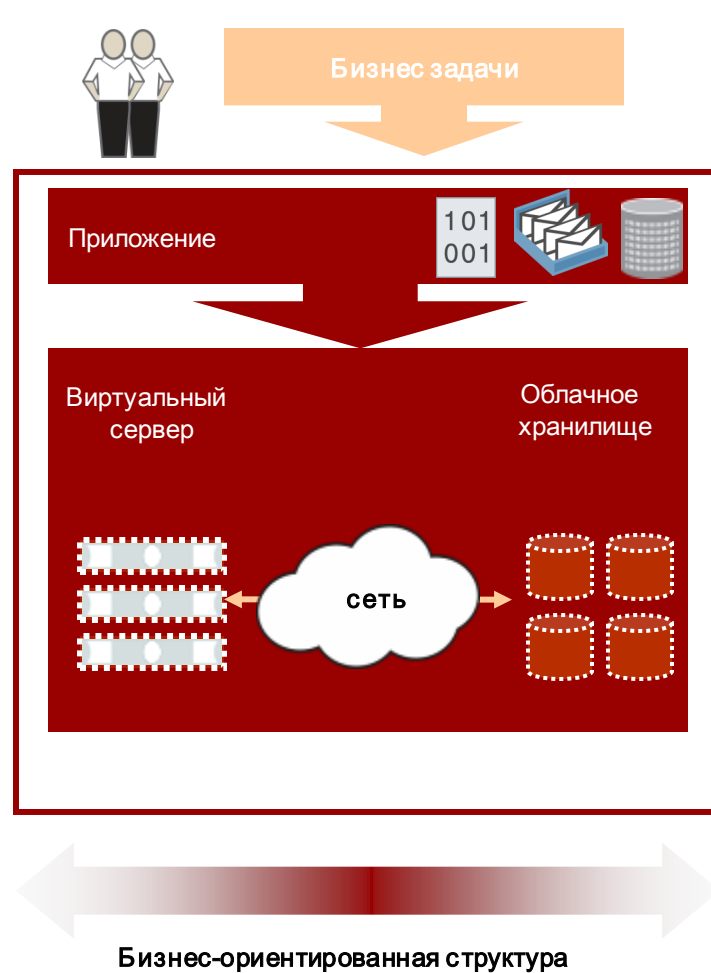 Бизнес задачи
Приложение
101
001
Виртуальный
сервер
Облачное
хранилище
сеть
Бизнес-ориентированная структура